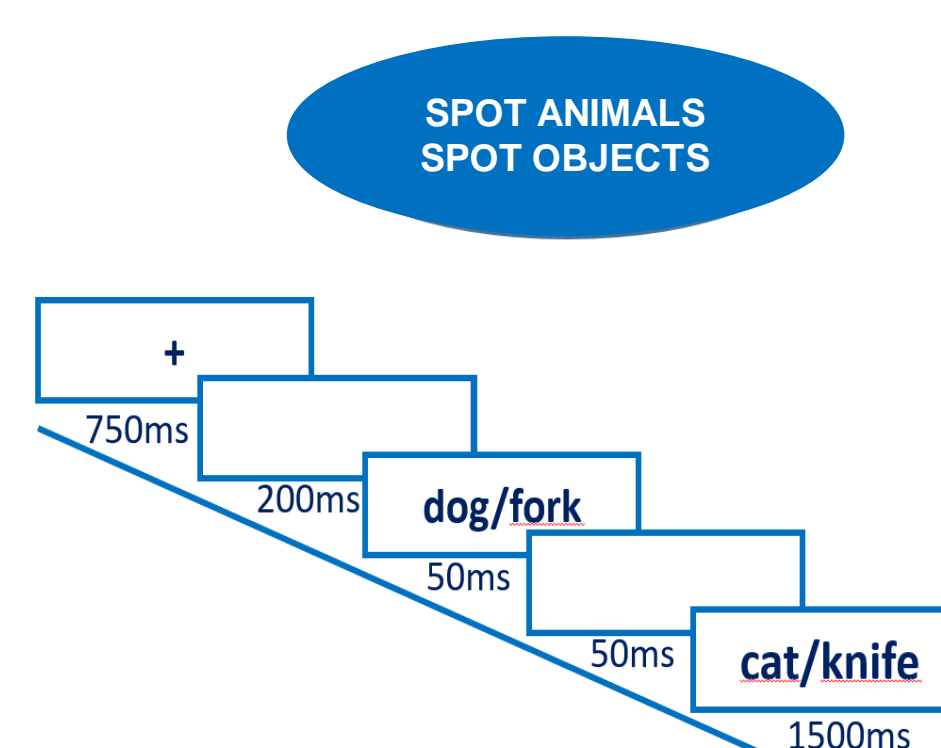 SPOT ANIMALS
SPOT OBJECTS
+
750ms
200ms
dog/fork
50ms
50ms
cat/knife
1500ms